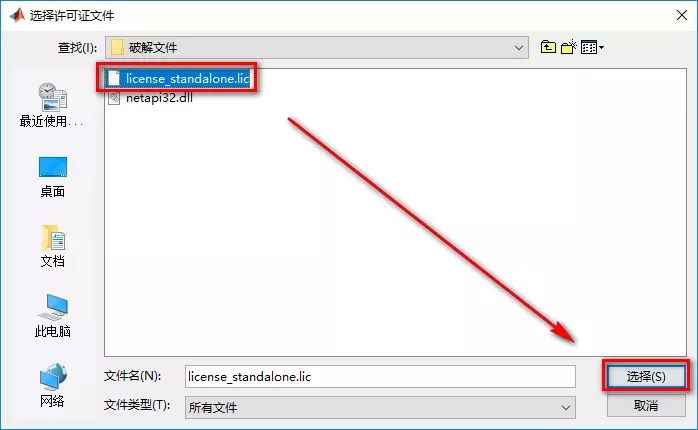 选择许可证文件
查找(I):
破解文件
license_standalone.lic
netapi32.dll
最近使用...
桌面
文档
此电脑
网络
文件名(N):
license_standalone.lic
选择(S)
文件类型(T):
所有文件
取消